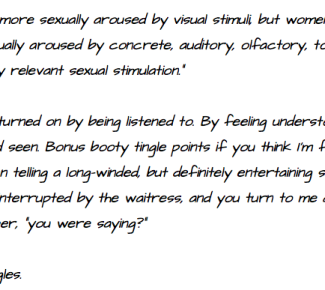 more sexually aroused by visual stimuli, but wome
ually aroused by concrete, auditory, olfactory, to
y relevant sexual stimulation."
turned on by being listened to. By feeling underst
d seen. Bonus booty tingle points if you think I'm f
n telling a long-winded, but definitely entertaining s
interrupted by the waitress, and you turn to me
er, "you were saying?"
gles.